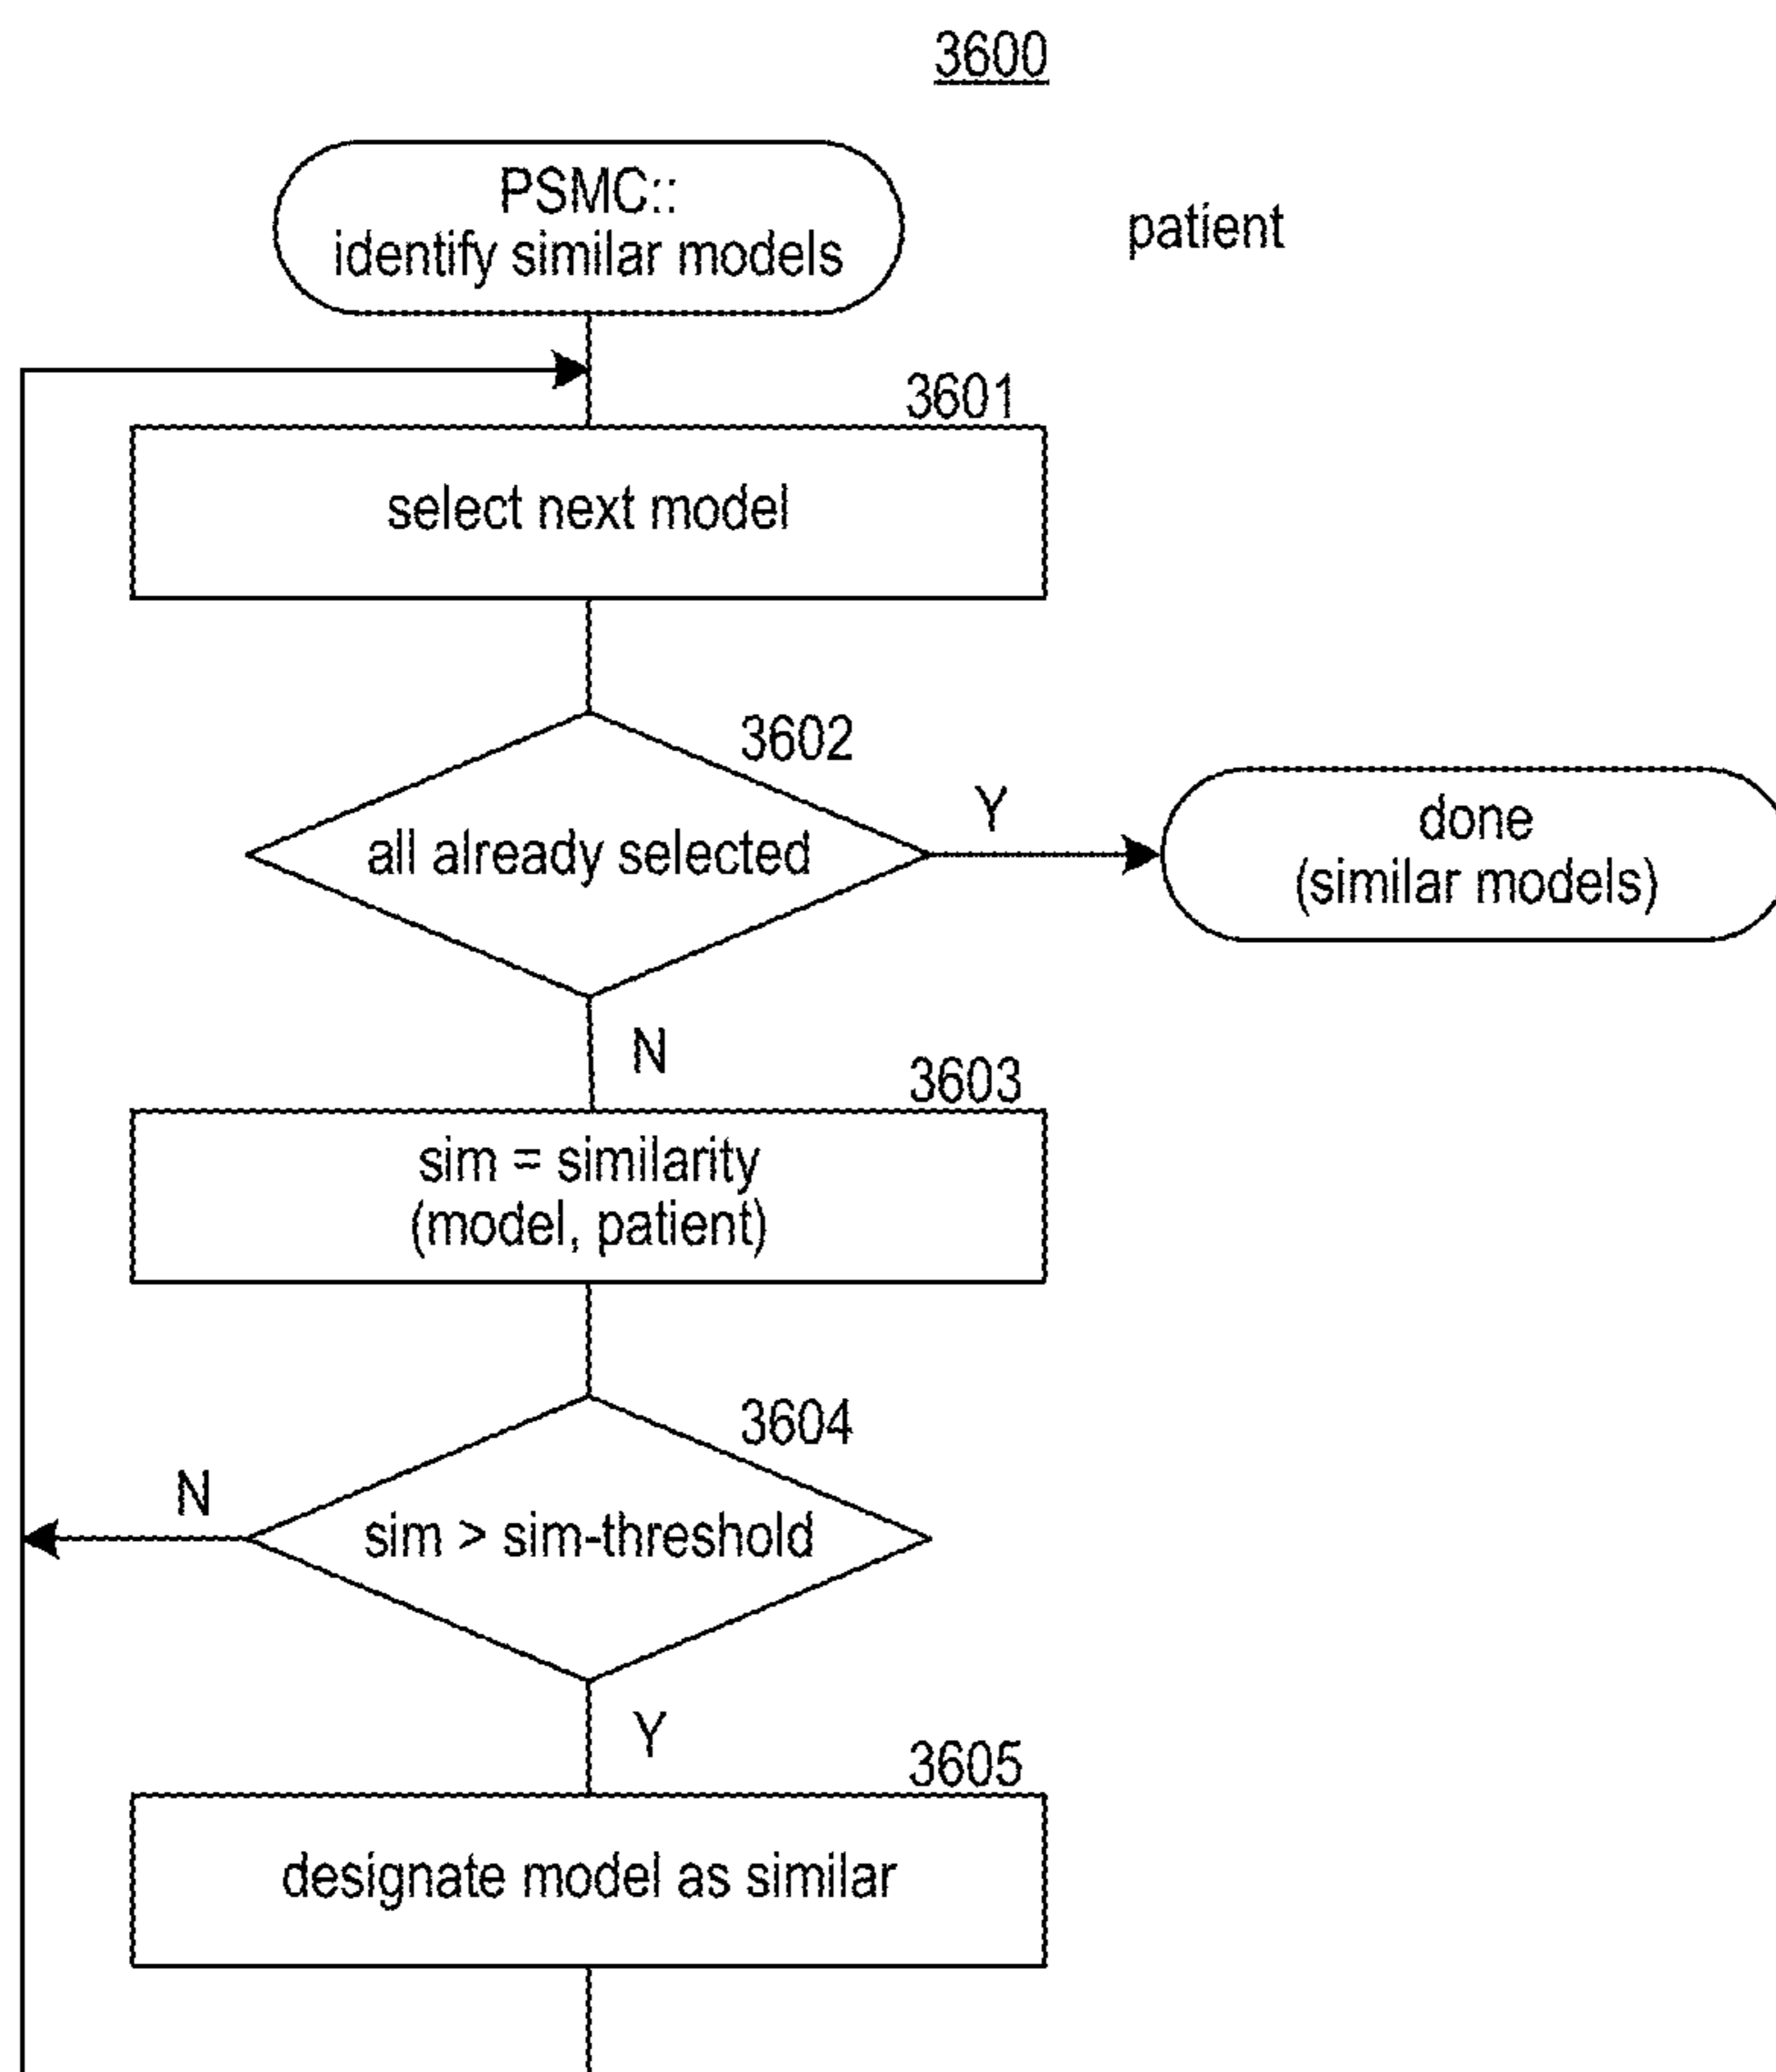 3600
PSMC::
identify similar models
patient
3601
select next model
3602
all already selected
Y
done
(similar models)
N
3603
sim = similarity
(model, patient)
3604
N
sim > sim-threshold
Y
3605
designate model as similar